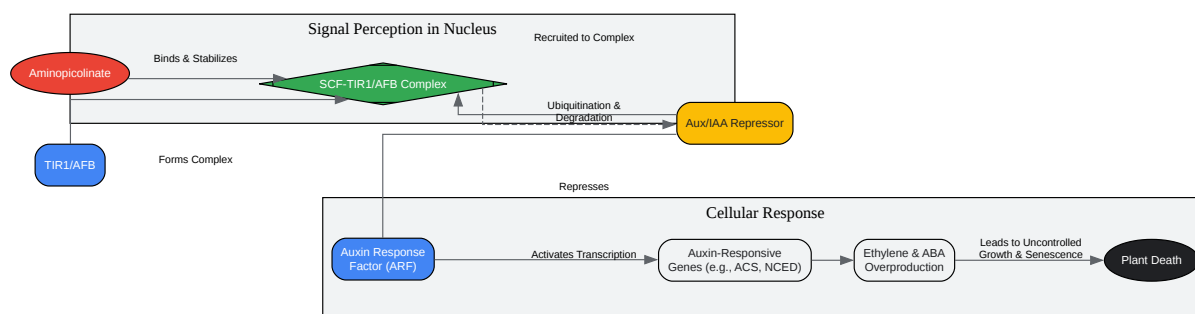 Signal Perception in Nucleus
Recruited to Complex
Binds & Stabilizes
Aminopicolinate
SCF-TIR1/AFB Complex
Ubiquitination &
Degradation
Aux/IAA Repressor
TIR1/AFB
Forms Complex
Represses
Cellular Response
Auxin Response
Factor (ARF)
Activates Transcription
Auxin-Responsive
Genes (e.g., ACS, NCED)
Ethylene & ABA
Overproduction
Leads to Uncontrolled
Growth & Senescence
Plant Death